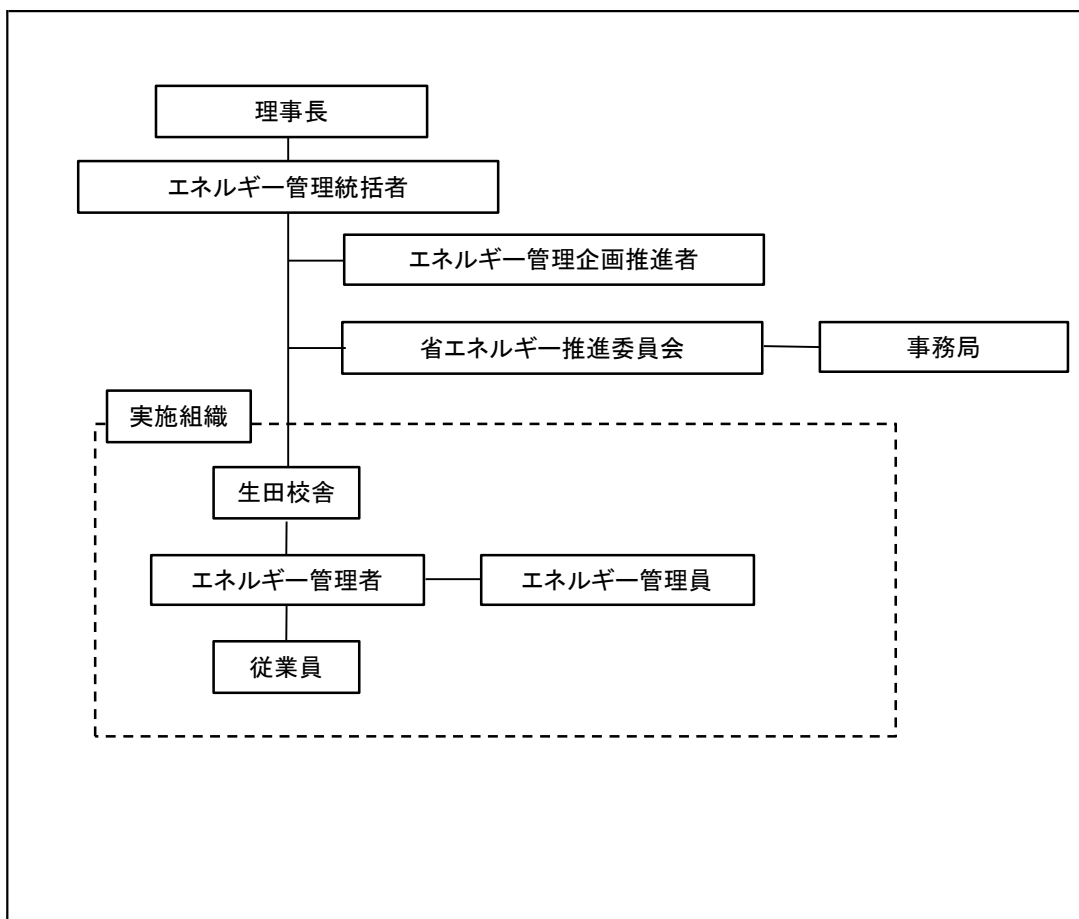 理事長
エネルギー管理統括者
エネルギー管理企画推進者
省エネルギー推進委員会
事務局
実施組織
生田校舎
エネルギー管理者
エネルギー管理員
従業員